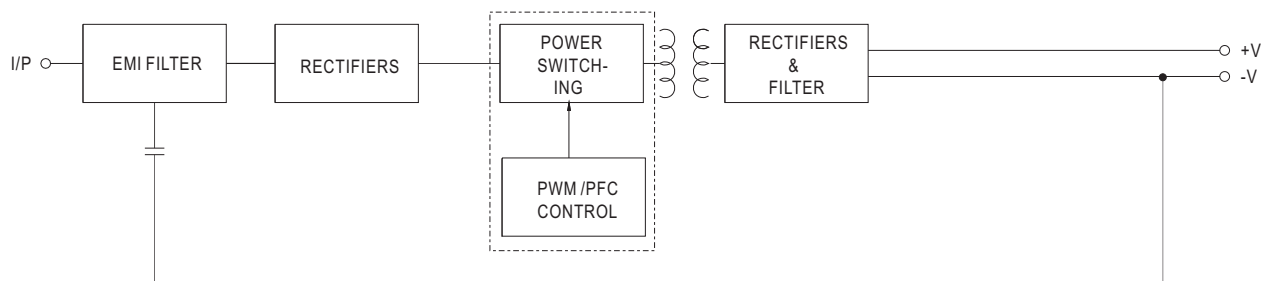 I/P
EMI FILTER
RECTIFIERS
POWER
SWITCH-
ING
PWM /PFC
CONTROL
RECTIFIERS
&
FILTER
+V
-V